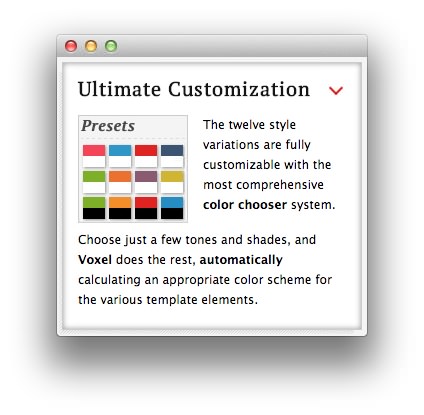 Ultimate Customization
Presets
The twelve style
variations are fully
customizable with the
most comprehensive
color chooser system.
Choose just a few tones and shades, and
Voxel does the rest, automatically
calculating an appropriate color scheme for
the various template elements.